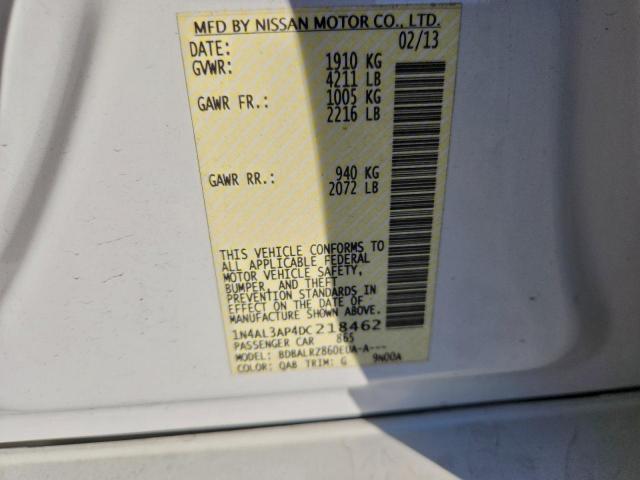 MFD BY NISSAN MOTOR CO., LTD.
DATE: 02/13
GVWR: 1910 KG
4211 LB
GAWR FR.: 1005 KG
2216 LB
GAWR RR.: 940 KG
2072 LB
THIS VEHICLE CONFORMS TO
ALL APPLICABLE FEDERAL
MOTOR VEHICLE SAFETY,
BUMPER, AND THEFT
PREVENTION STANDARDS IN
EFFECT ON THE DATE OF
MANUFACTURE SHOWN ABOVE.
1N4AL3AP4DC218462
PASSENGER CAR 865
MODEL: BDBALRZ860EUA-A---
COLOR: QAB TRIM: G 9N00A